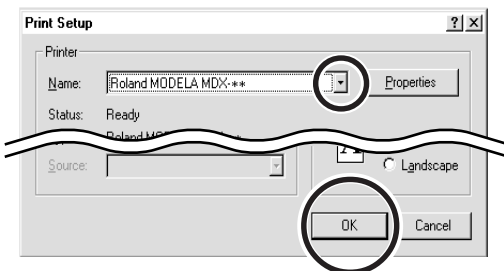 Print Setup
Printer
Name: Roland MODELA MDX-** Properties
Status: Ready
Source:
Landscape
OK Cancel